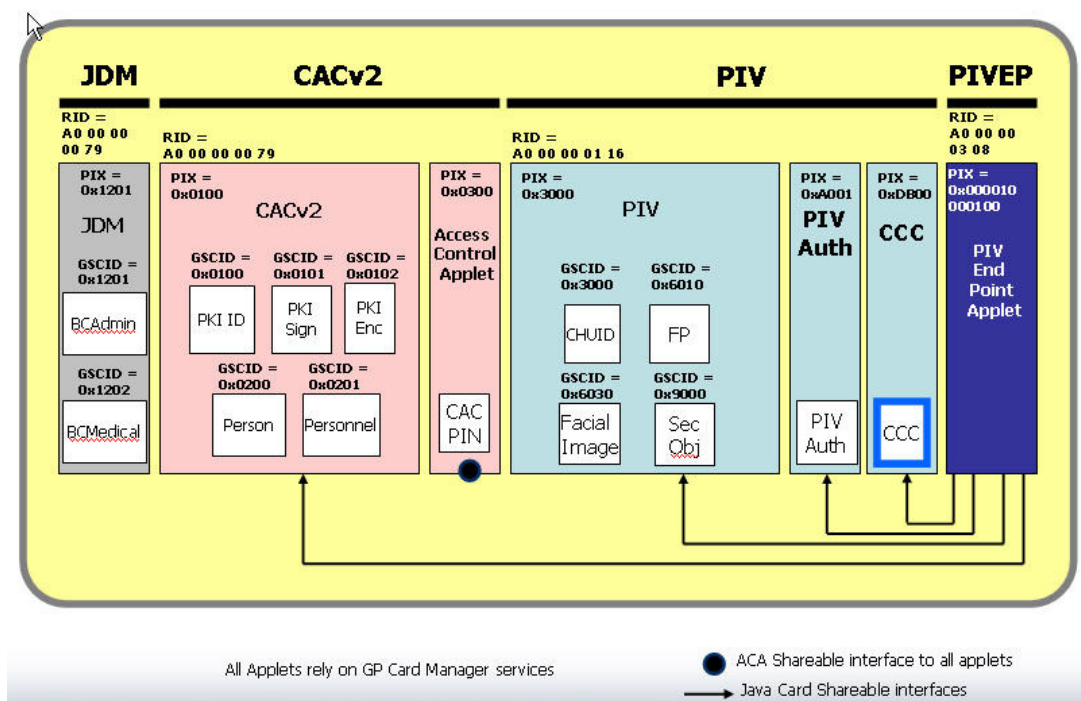 JDM
CACv2
PIV
PIVEP
RID =
A0 00 00
00 79
RID =
A0 00 00 00 79
RID =
A0 00 00 01 16
RID =
A0 00 00
03 08
PIX =
0x1201
JDM
GSCID =
0x1201
BCAdmin
GSCID =
0x1202
BCMedical
PIX =
0x0100
CACv2
GSCID =
0x0100
PKI ID
GSCID =
0x0101
PKI
Sign
GSCID =
0x0102
PKI
Enc
GSCID =
0x0200
Person
GSCID =
0x0201
Personnel
PIX =
0x0300
Access
Control
Applet
CAC
PIN
PIX =
0x3000
PIV
GSCID =
0x3000
CHUID
GSCID =
0x6010
FP
GSCID =
0x6030
Facial
Image
GSCID =
0x9000
Sec
Obj
PIX =
0xA001
PIV
Auth
PIV
Auth
PIX =
0xDB00
CCC
CCC
PIX =
0x000010
000100
PIV
End
Point
Applet
All Applets rely on GP Card Manager services
ACA Shareable interface to all applets
Java Card Shareable interfaces